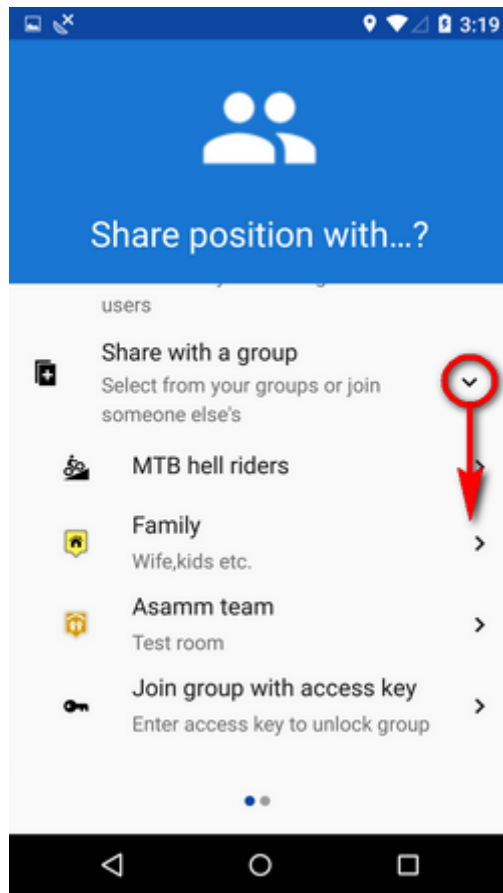 3:19
Share position with...?
users
Share with a group
Select from your groups or join
someone else's
MTB hell riders
Family
Wife,kids etc.
Asamm team
Test room
Join group with access key
Enter access key to unlock group